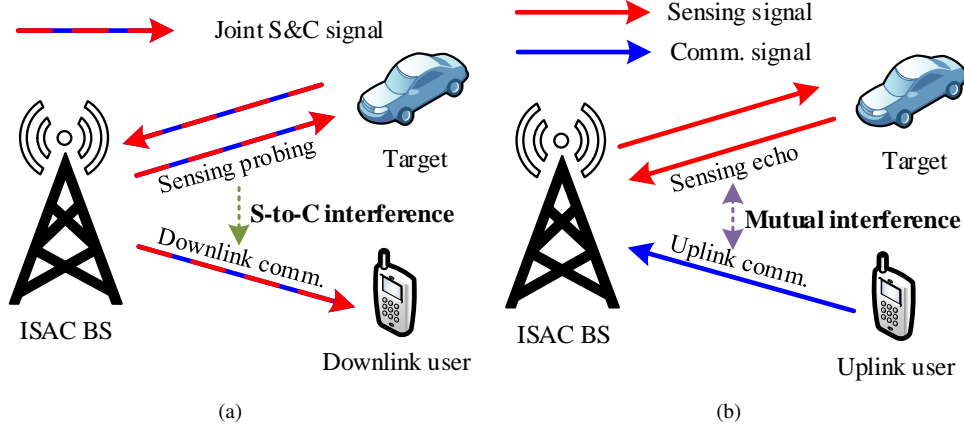 Joint S&C signal
Target
Sensing probing
S-to-C interference
Downlink comm.
ISAC BS
Downlink user
(a)
Sensing signal
Comm. signal
Target
Sensing echo
Mutual interference
Uplink comm.
ISAC BS
Uplink user
(b)